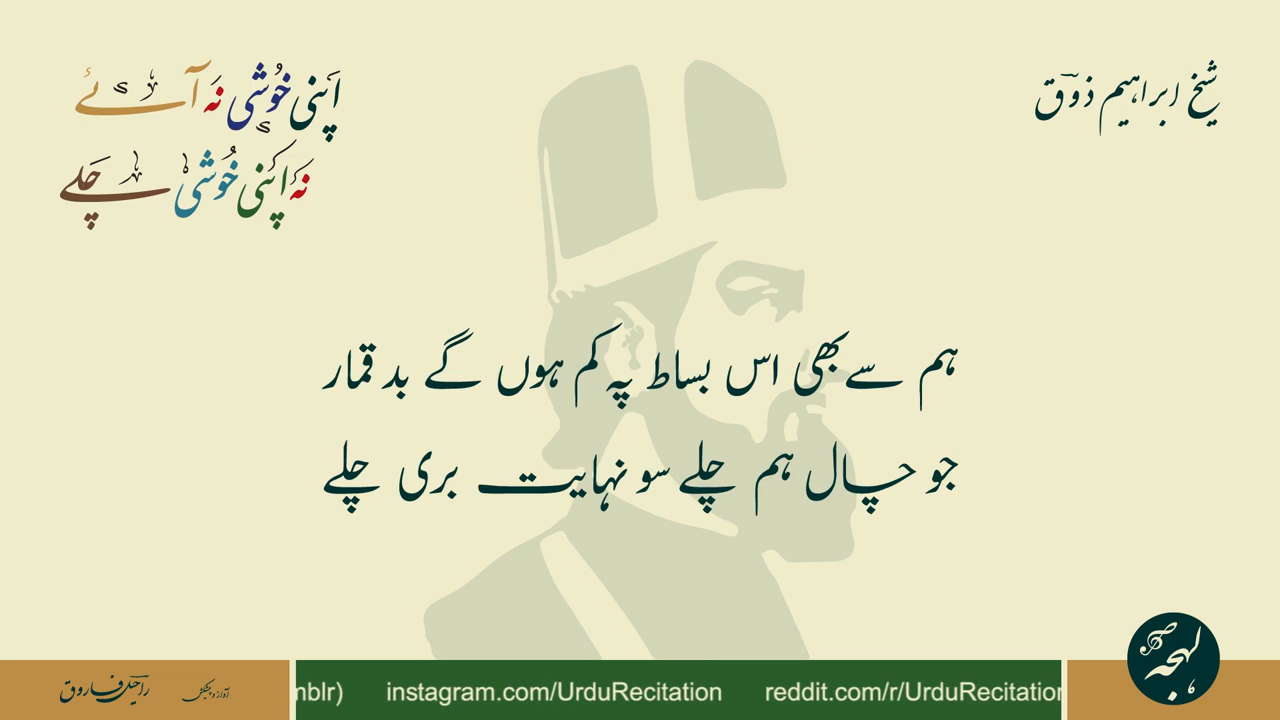 شیخ ابراہیم ذوق
اپنی خوشی نہ آئے
نہ اپنی خوشی چلے
ہم سے بھی اس بساط پہ کم ہوں گے بد قمار
جو چال ہم چلے سو نہایت بری چلے
لہجہ
mblr) instagram.com/UrduRecitation reddit.com/r/UrduRecitation
آواز و پیشکش راحیل فاروق